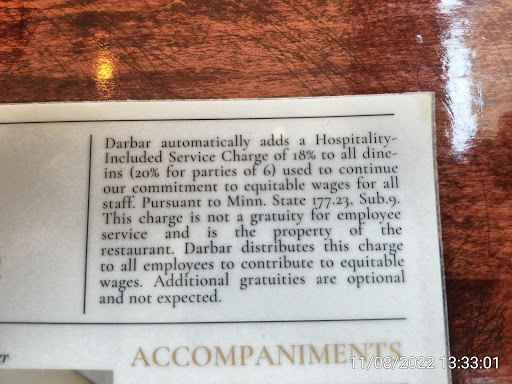 Darbar automatically adds a Hospitality-
Included Service Charge of 18% to all dine-
ins (20% for parties of 6) used to continue
our commitment to equitable wages for all
staff. Pursuant to Minn. State 177.23, Sub.9.
This charge is not a gratuity for employee
service and is the property of the
restaurant. Darbar distributes this charge
to all employees to contribute to equitable
wages. Additional gratuities are optional
and not expected.
ACCOMPANIMENTS
11/08/2022 13:33:01